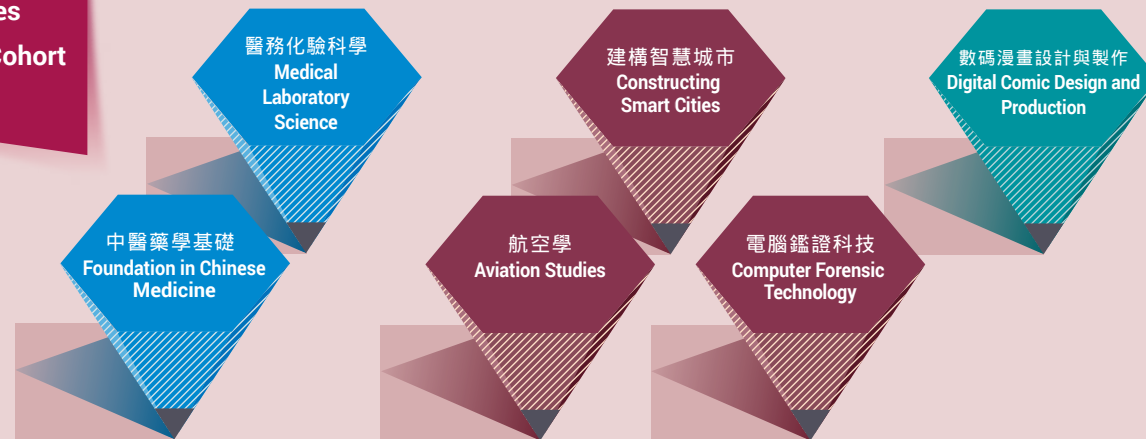 Cohort
醫務化驗科學
Medical
Laboratory
Science
建構智慧城市
Constructing
Smart Cities
數碼漫畫設計與製作
Digital Comic Design and
Production
中醫藥學基礎
Foundation in Chinese
Medicine
航空學
Aviation Studies
電腦鑑證科技
Computer Forensic
Technology